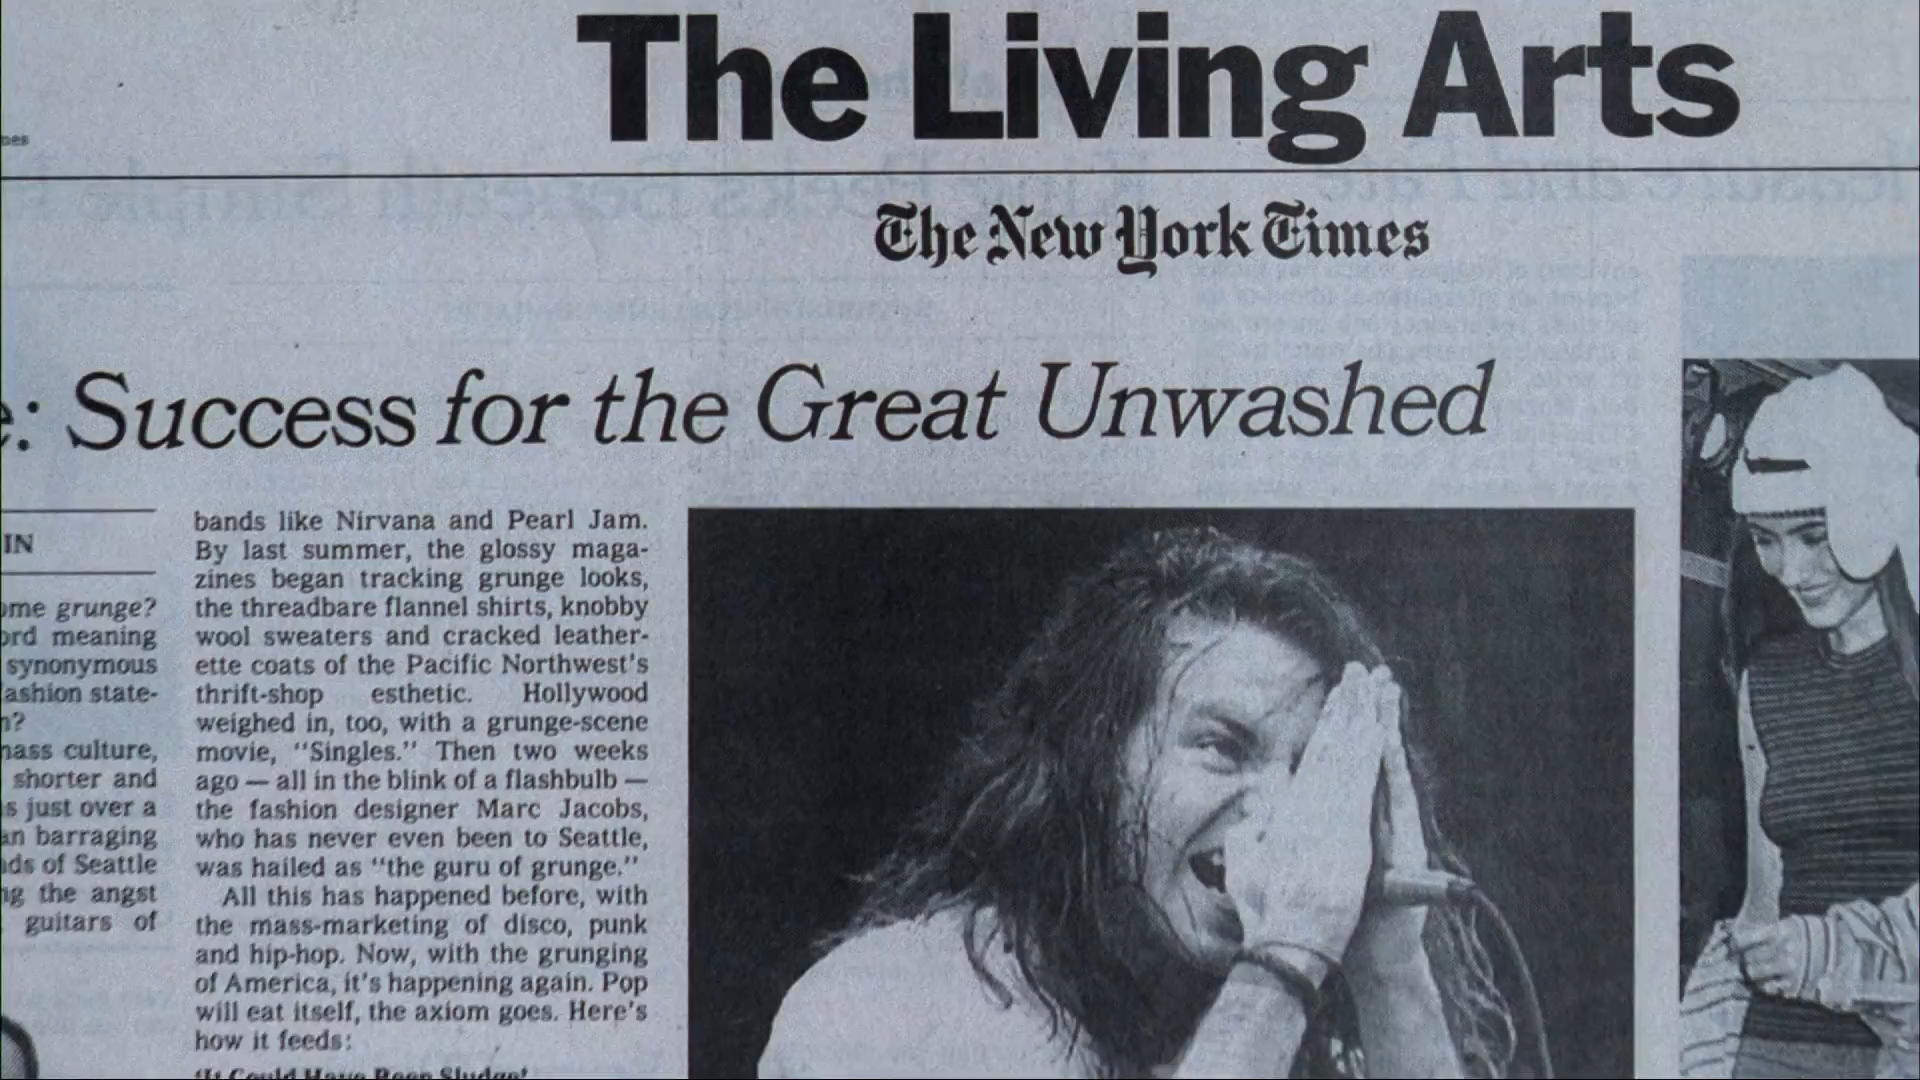 The Living Arts
The New York Times
: Success for the Great Unwashed
IN
grunge?
meaning
synonymous
state-
culture,
shorter and
just over a
barraging
of Seattle
the angst
guitars of
bands like Nirvana and Pearl Jam.
By last summer, the glossy maga-
zines began tracking grunge looks,
the threadbare flannel shirts, knobby
wool sweaters and cracked leather-
ette coats of the Pacific Northwest's
thrift-shop esthetic. Hollywood
weighed in, too, with a grunge-scene
movie, "Singles." Then two weeks
ago — all in the blink of a flashbulb —
the fashion designer Marc Jacobs,
who has never even been to Seattle,
was hailed as "the guru of grunge."
All this has happened before, with
the mass-marketing of disco, punk
and hip-hop. Now, with the grunging
of America, it's happening again. Pop
will eat itself, the axiom goes. Here's
how it feeds:
'It Could Have Been Sludge'